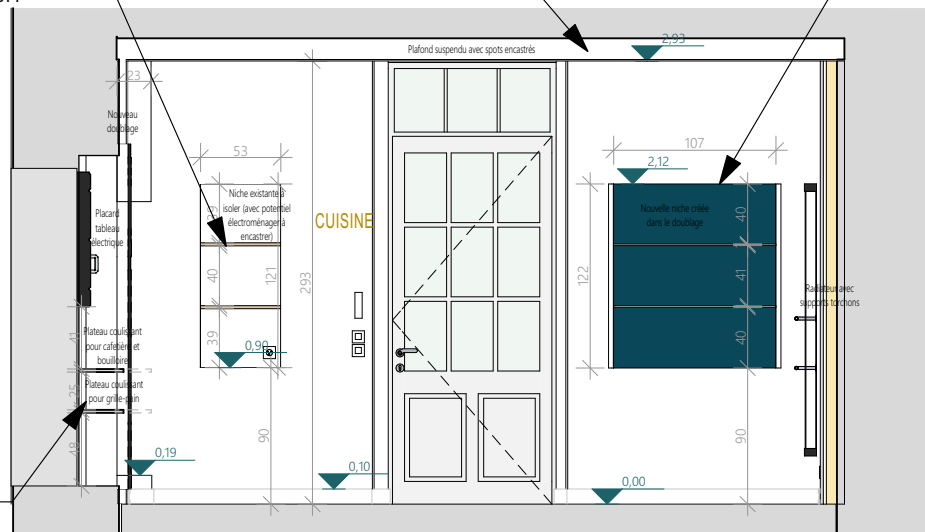 Plafond suspendu avec spots encastrés
2,93
23
Nouveau
doublage
53
107
2,12
Niche existante à
isoler (avec potentiel
électroménager à
encastrer)
CUISINE
Nouvelle niche créée
dans le doublage
40
Placard
tableau
électrique
40
121
293
122
41
Radiateur avec
supports torchons
41
Plateau coulissant
pour cafetière et
bouilloire
39
0,90
40
25
Plateau coulissant
pour grille-pain
48
90
90
0,19
0,10
0,00